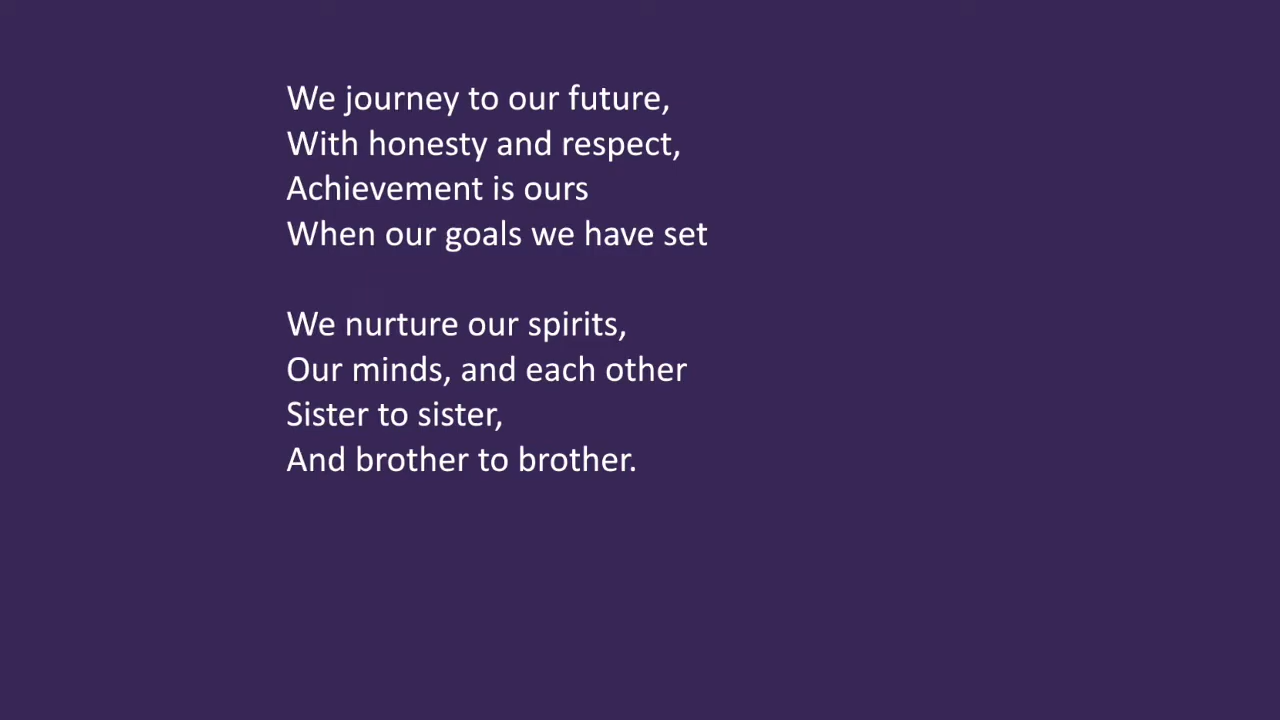 We journey to our future,
With honesty and respect,
Achievement is ours
When our goals we have set
We nurture our spirits,
Our minds, and each other
Sister to sister,
And brother to brother.